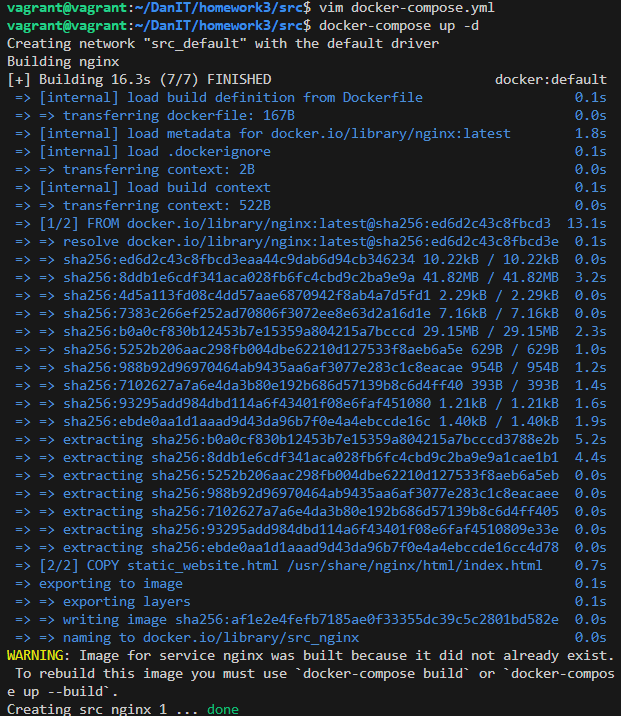 vagrant@vagrant:~/DanIT/homework3/src$ vim docker-compose.yml
vagrant@vagrant:~/DanIT/homework3/src$ docker-compose up -d
Creating network "src_default" with the default driver
Building nginx
[+] Building 16.3s (7/7) FINISHED docker:default
=> [internal] load build definition from Dockerfile 0.1s
=> => transferring dockerfile: 167B 0.0s
=> [internal] load metadata for docker.io/library/nginx:latest 1.8s
=> [internal] load .dockerignore 0.1s
=> => transferring context: 2B 0.0s
=> [internal] load build context 0.1s
=> => transferring context: 522B 0.0s
=> [1/2] FROM docker.io/library/nginx:latest@sha256:ed6d2c43c8fbcd3 13.1s
=> => resolve docker.io/library/nginx:latest@sha256:ed6d2c43c8fbcd3e 0.1s
=> => sha256:ed6d2c43c8fbcd3eaa44c9dab6d94cb346234 10.22kB / 10.22kB 0.0s
=> => sha256:8ddb1e6cdf341aca028fb6fc4cbd9c2ba9e9a 41.82MB / 41.82MB 3.2s
=> => sha256:4d5a113fd08c4dd57aae6870942f8ab4a7d5fd1 2.29kB / 2.29kB 0.0s
=> => sha256:7383c266ef252ad70806f3072ee8e63d2a16d1e 7.16kB / 7.16kB 0.0s
=> => sha256:b0a0cf830b12453b7e15359a804215a7bcccd 29.15MB / 29.15MB 2.3s
=> => sha256:5252b206aac298fb004dbe62210d127533f8aeb6a5e 629B / 629B 1.0s
=> => sha256:988b92d96970464ab9435aa6af3077e283c1c8eacae 954B / 954B 1.2s
=> => sha256:7102627a7a6e4da3b80e192b686d57139b8c6d4ff40 393B / 393B 1.4s
=> => sha256:93295add984dbd114a6f43401f08e6faf451080 1.21kB / 1.21kB 1.6s
=> => sha256:ebde0aa1d1aaad9d43da96b7f0e4a4ebccde16c 1.40kB / 1.40kB 1.9s
=> => extracting sha256:b0a0cf830b12453b7e15359a804215a7bcccd3788e2b 5.2s
=> => extracting sha256:8ddb1e6cdf341aca028fb6fc4cbd9c2ba9e9a1cae1b1 4.4s
=> => extracting sha256:5252b206aac298fb004dbe62210d127533f8aeb6a5eb 0.0s
=> => extracting sha256:988b92d96970464ab9435aa6af3077e283c1c8eacaee 0.0s
=> => extracting sha256:7102627a7a6e4da3b80e192b686d57139b8c6d4ff405 0.0s
=> => extracting sha256:93295add984dbd114a6f43401f08e6faf4510809e33e 0.0s
=> => extracting sha256:ebde0aa1d1aaad9d43da96b7f0e4a4ebccde16cc4d78 0.0s
=> [2/2] COPY static_website.html /usr/share/nginx/html/index.html 0.7s
=> exporting to image 0.1s
=> => exporting layers 0.1s
=> => writing image sha256:af1e2e4fefb7185ae0f33355dc39c5c2801bd582e 0.0s
=> => naming to docker.io/library/src_nginx 0.0s
WARNING: Image for service nginx was built because it did not already exist.
To rebuild this image you must use `docker-compose build` or `docker-compos
e up --build`.
Creating src nginx 1 ... done